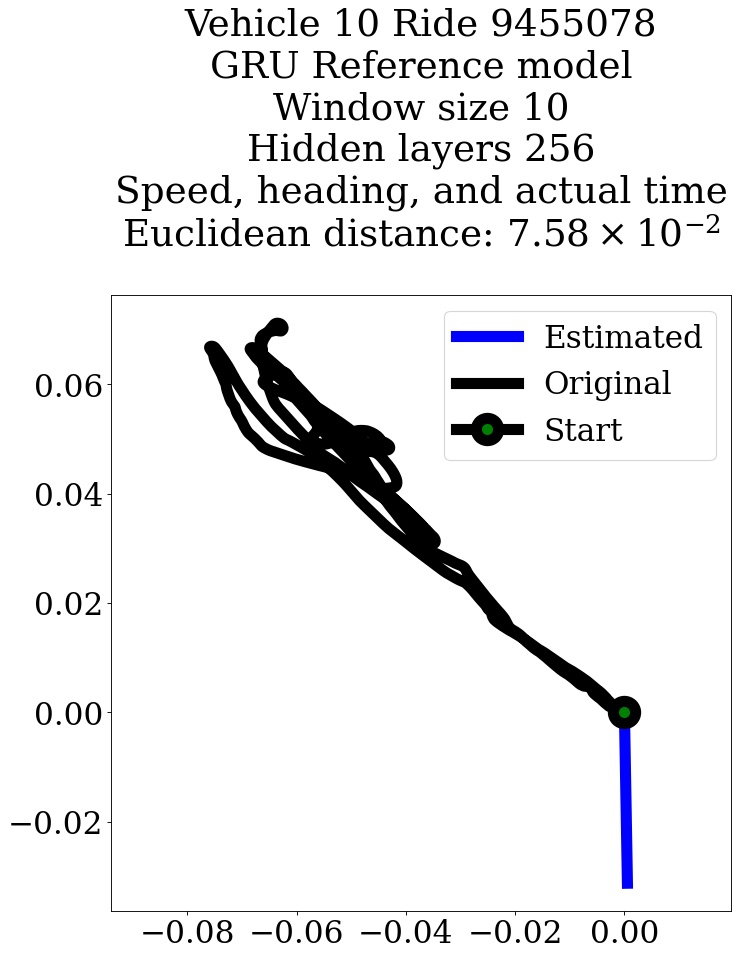 Vehicle 10 Ride 9455078
GRU Reference model
Window size 10
Hidden layers 256
Speed, heading, and actual time
Euclidean distance: 7.58 × 10⁻²
Estimated
Original
Start
0.06
0.04
0.02
0.00
−0.02
−0.08 −0.06 −0.04 −0.02 0.00